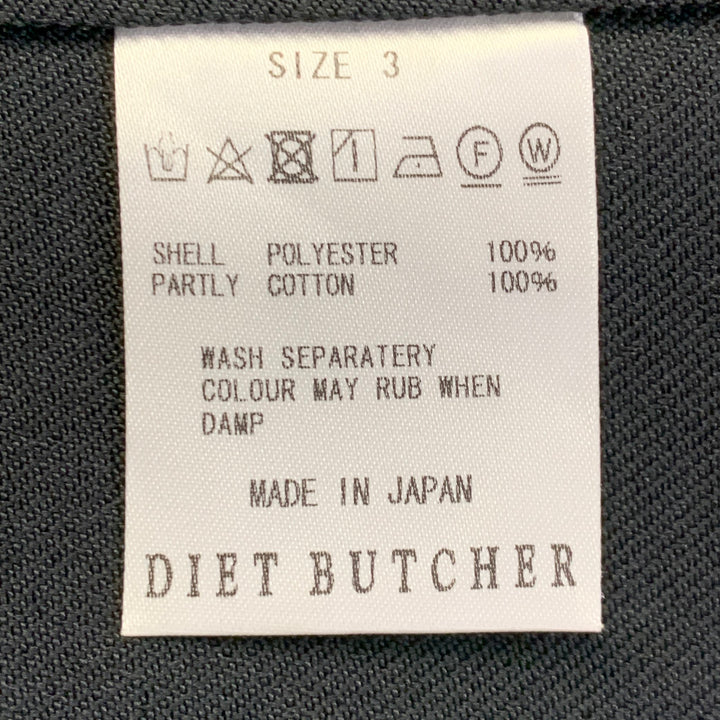 SIZE 3
F W
SHELL POLYESTER 100%
PARTLY COTTON 100%
WASH SEPARATERY
COLOUR MAY RUB WHEN
DAMP
MADE IN JAPAN
DIET BUTCHER